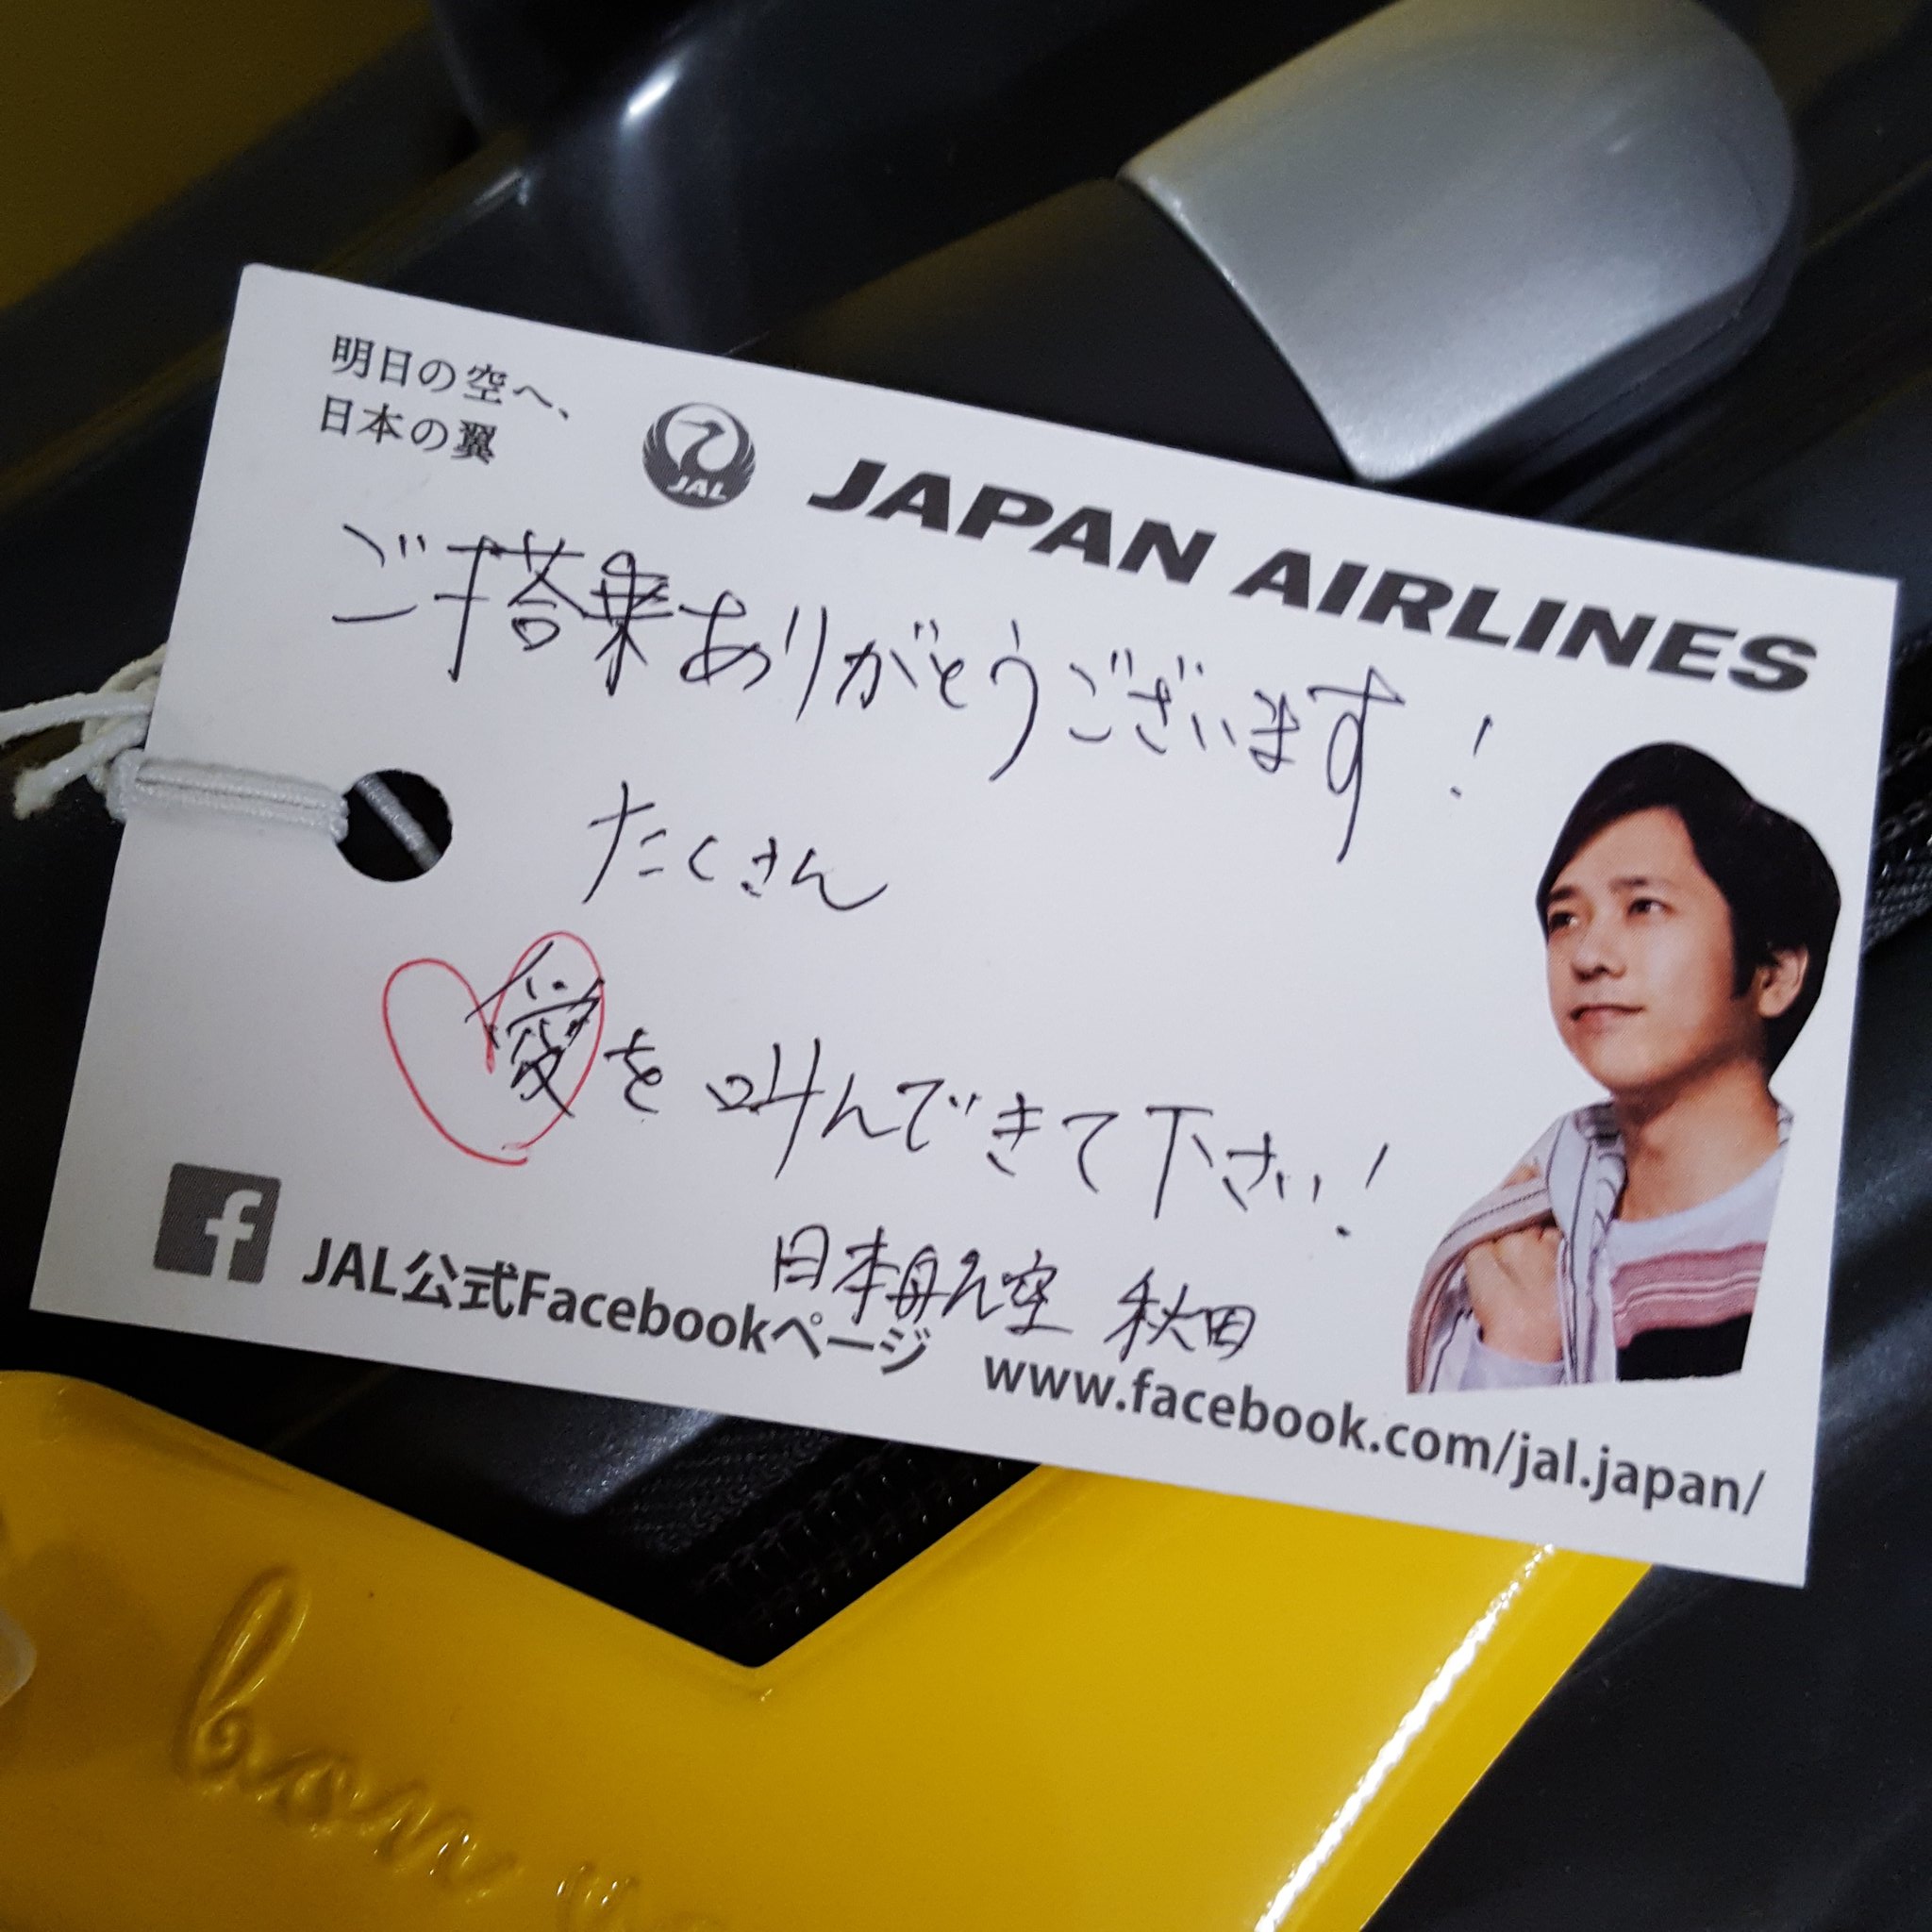 明日の空へ、
日本の翼
JAL
JAPAN AIRLINES
ご搭乗ありがとうございます!
たくさん
愛を叫んできて下さい!
日本航空 秋田
f
JAL公式Facebookページ www.facebook.com/jal.japan/
bon